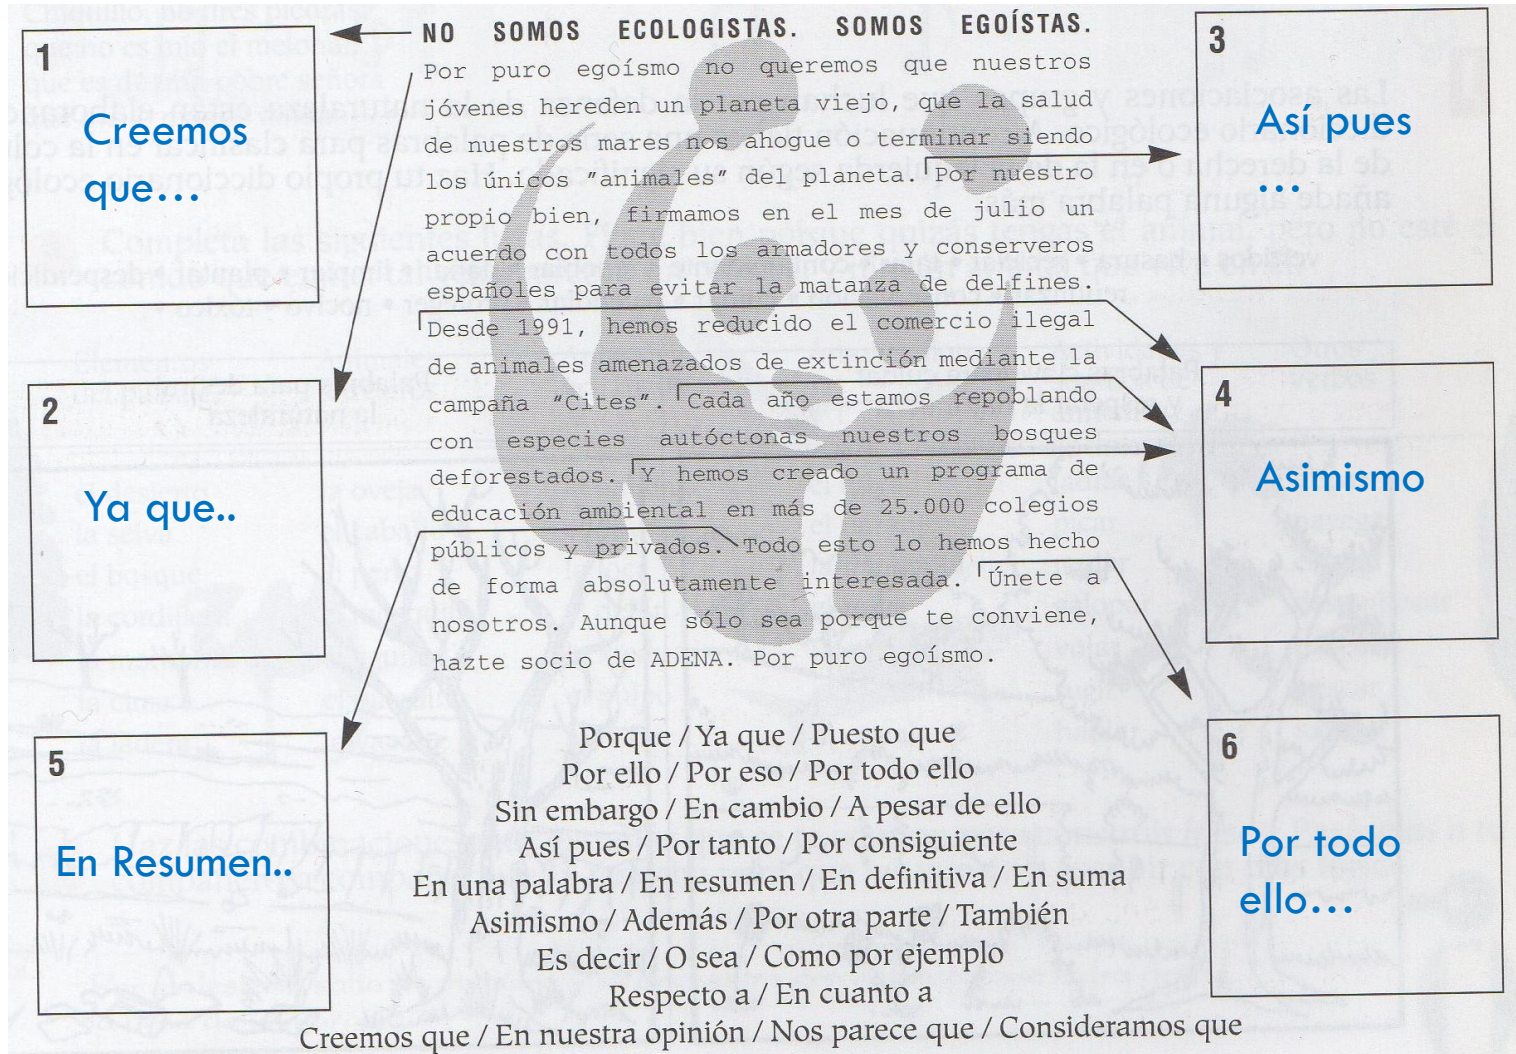 1
Creemos
que...
NO SOMOS ECOLOGISTAS. SOMOS EGOÍSTAS.
Por puro egoísmo no queremos que nuestros
jóvenes hereden un planeta viejo, que la salud
de nuestros mares nos ahogue o terminar siendo
los únicos "animales" del planeta. Por nuestro
propio bien, firmamos en el mes de julio un
acuerdo con todos los armadores y conserveros
españoles para evitar la matanza de delfines.
Desde 1991, hemos reducido el comercio ilegal
de animales amenazados de extinción mediante la
campaña "Cites". Cada año estamos repoblando
con especies autóctonas nuestros bosques
deforestados. Y hemos creado un programa de
educación ambiental en más de 25.000 colegios
públicos y privados. Todo esto lo hemos hecho
de forma absolutamente interesada. Únete a
nosotros. Aunque sólo sea porque te conviene,
hazte socio de ADENA. Por puro egoísmo.
3
Así pues
...
2
Ya que..
4
Asimismo
5
En Resumen..
6
Por todo
ello...
Porque / Ya que / Puesto que
Por ello / Por eso / Por todo ello
Sin embargo / En cambio / A pesar de ello
Así pues / Por tanto / Por consiguiente
En una palabra / En resumen / En definitiva / En suma
Asimismo / Además / Por otra parte / También
Es decir / O sea / Como por ejemplo
Respecto a / En cuanto a
Creemos que / En nuestra opinión / Nos parece que / Consideramos que